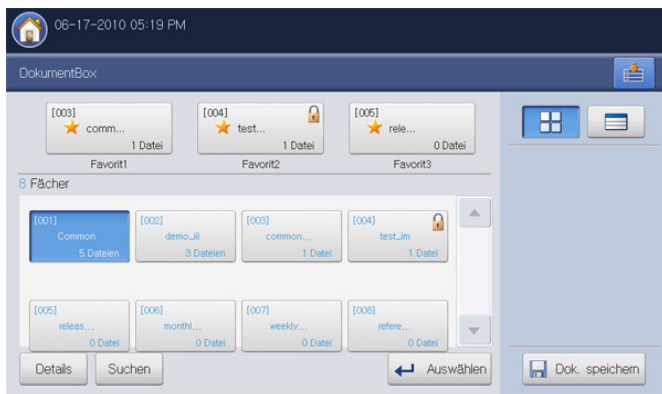 06-17-2010 05:19 PM
DokumentBox
[003]
comm...
1 Datei
[004]
test...
1 Datei
[005]
rele...
0 Datei
Favorit1
Favorit2
Favorit3
8 Fächer
[001]
Common
5 Dateien
[002]
demo_iii
3 Dateien
[003]
common...
1 Datei
[004]
test_im
1 Datei
[005]
releas...
0 Datei
[006]
monthl...
0 Datei
[007]
weekly...
0 Datei
[008]
refere...
0 Datei
Details
Suchen
Auswählen
Dok. speichern